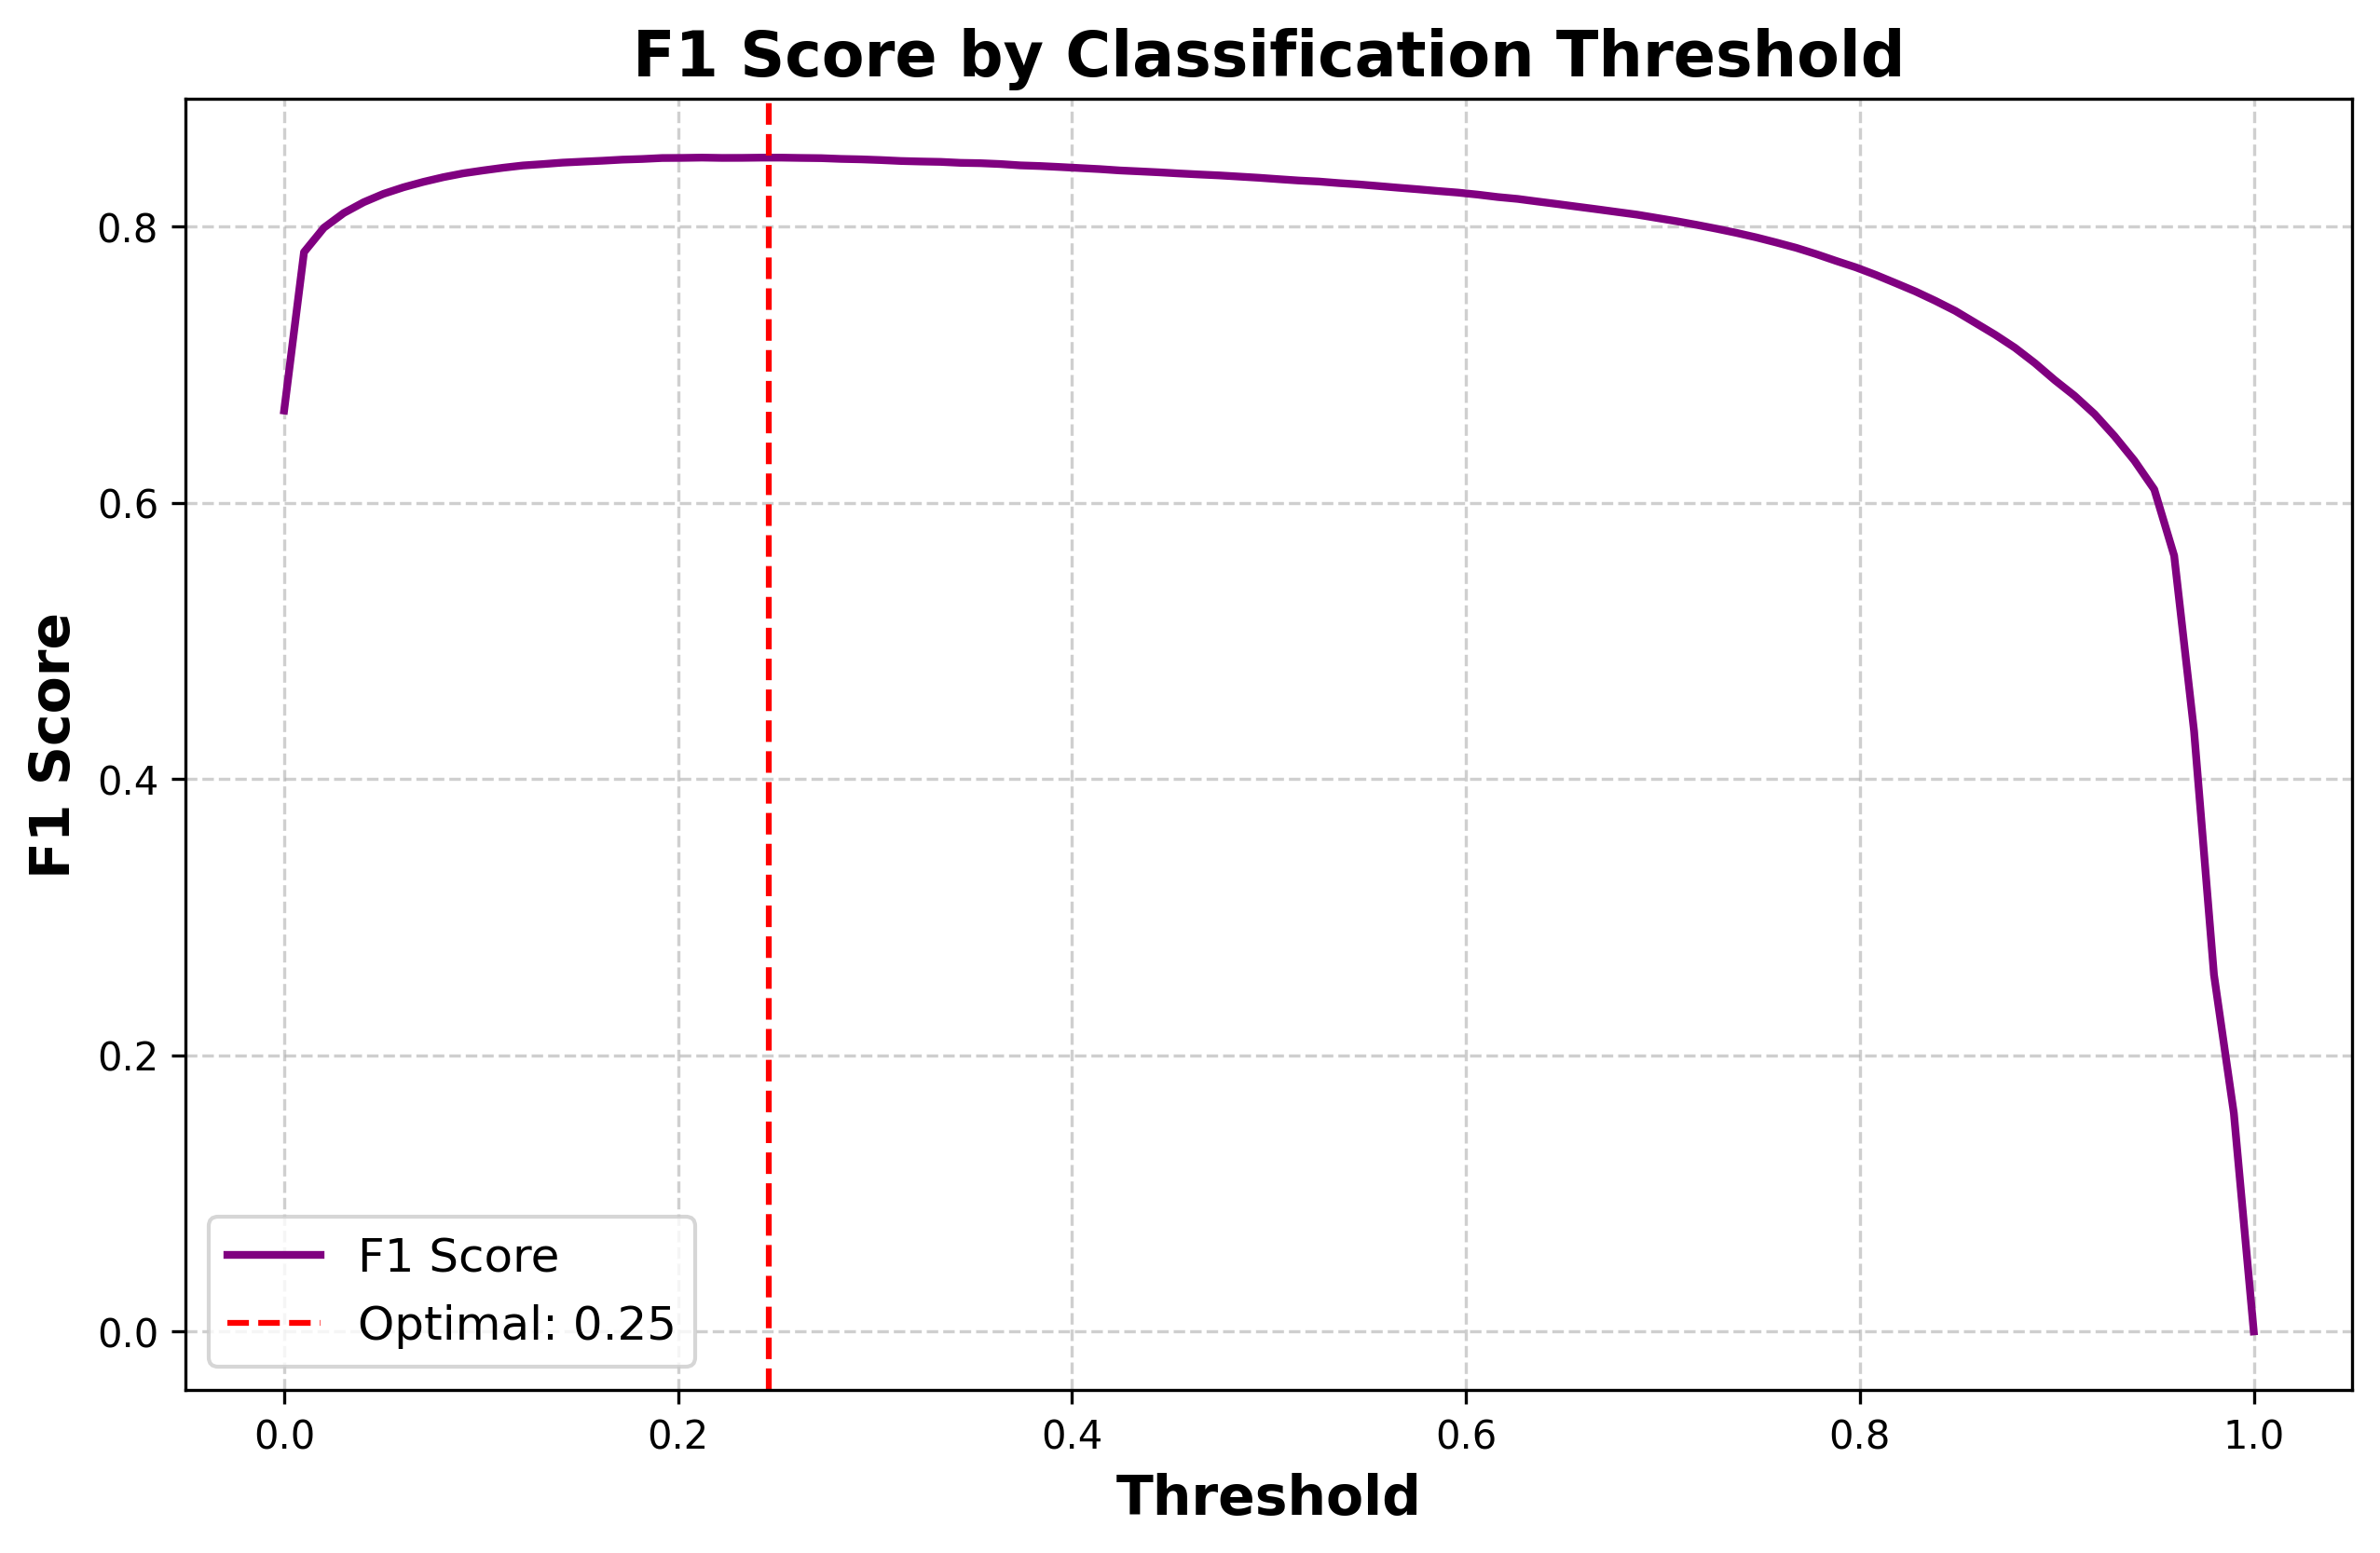 F1 Score by Classification Threshold
F1 Score
0.8
0.6
0.4
0.2
0.0
F1 Score
Optimal: 0.25
0.0 0.2 0.4 0.6 0.8 1.0
Threshold